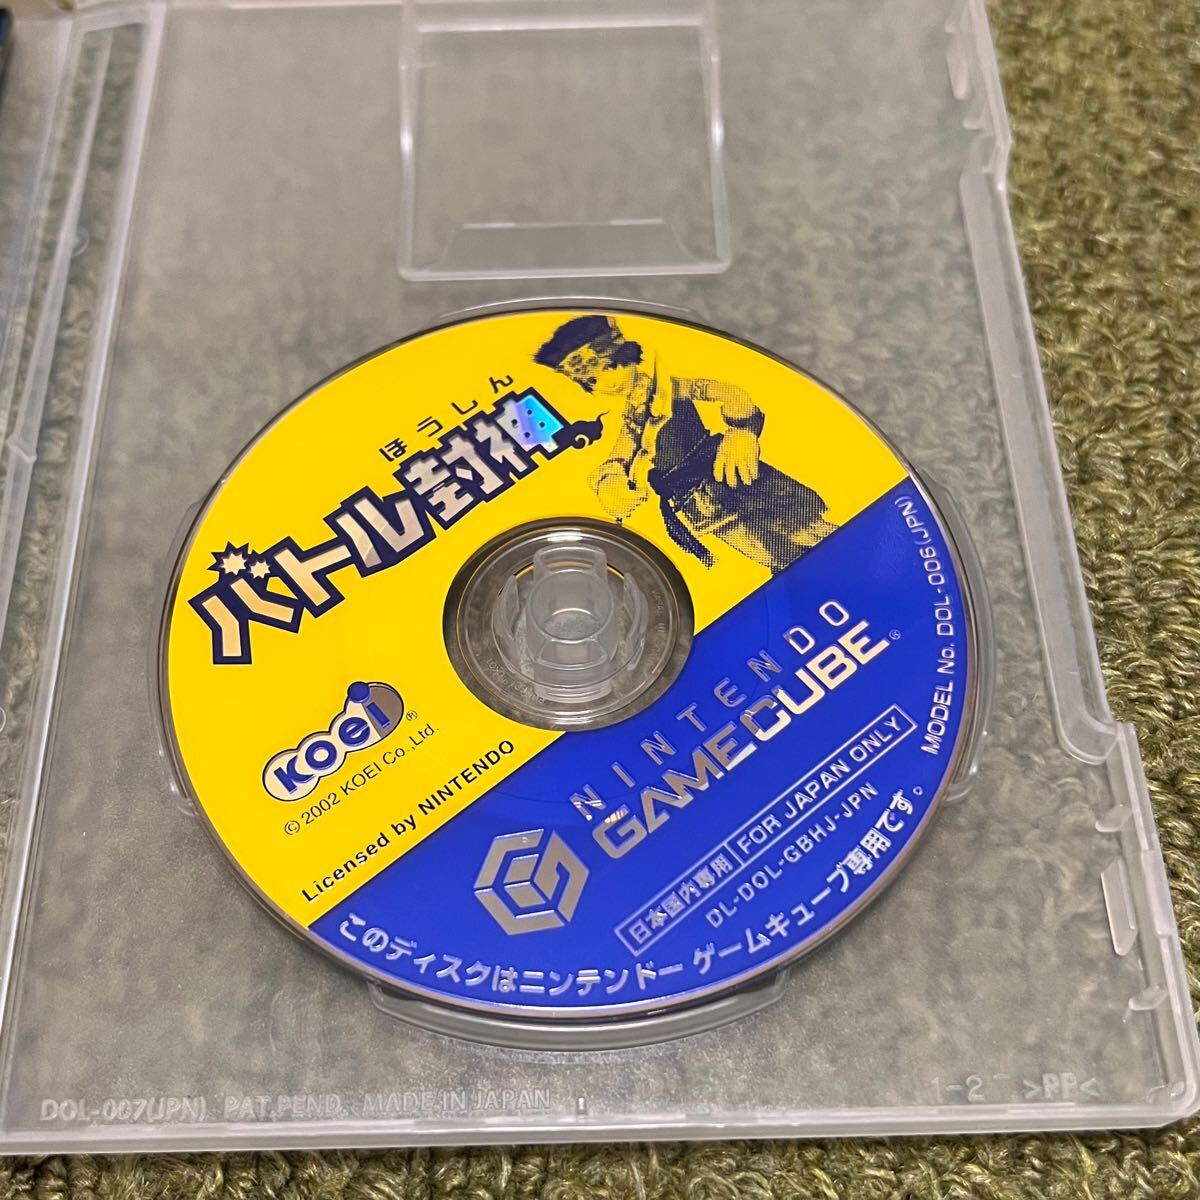 ほうしん
バトル封神
koei®
© 2002 KOEI Co.,Ltd.
Licensed by NINTENDO
NINTENDO
GAMECUBE®
日本国内専用 FOR JAPAN ONLY
DL-DOL-GBHJ-JPN
MODEL No. DOL-006(JPN)
このディスクはニンテンドー ゲームキューブ専用です。
DOL-007(JPN) PAT.PEND. MADE IN JAPAN
1-2 >PP<